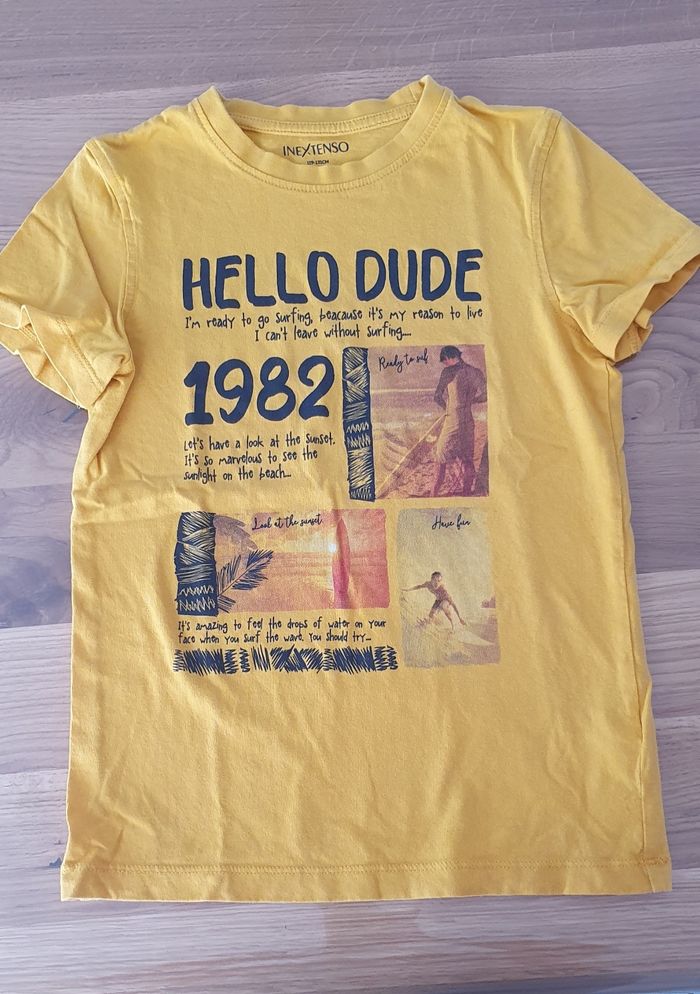 INEXTENSO
HELLO DUDE
I'm ready to go surfing, beacause it's my reason to live
I can't leave without surfing....
1982
Ready to surf
Let's have a look at the sunset.
It's so marvelous to see the
sunlight on the beach...
Look at the sunset
Have fun
It's amazing to feel the drops of water on your
face when you surf the wave. You should try...